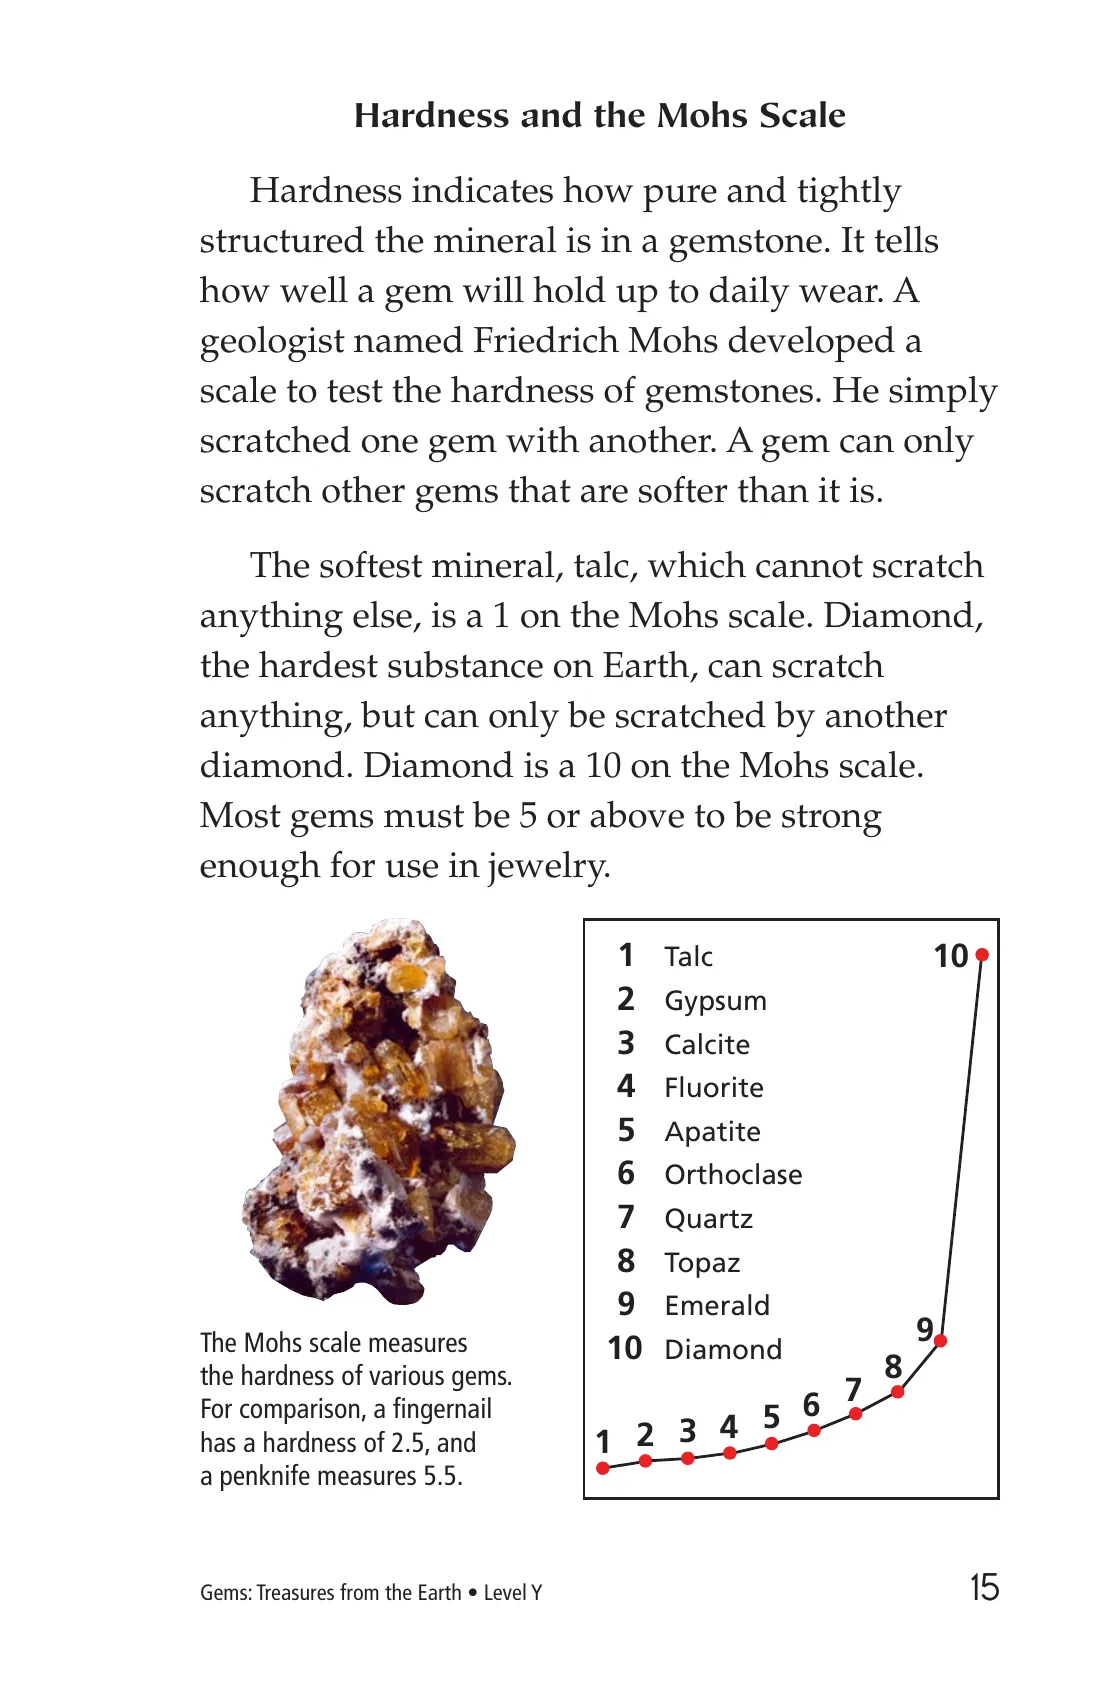 Hardness and the Mohs Scale
Hardness indicates how pure and tightly
structured the mineral is in a gemstone. It tells
how well a gem will hold up to daily wear. A
geologist named Friedrich Mohs developed a
scale to test the hardness of gemstones. He simply
scratched one gem with another. A gem can only
scratch other gems that are softer than it is.
The softest mineral, talc, which cannot scratch
anything else, is a 1 on the Mohs scale. Diamond,
the hardest substance on Earth, can scratch
anything, but can only be scratched by another
diamond. Diamond is a 10 on the Mohs scale.
Most gems must be 5 or above to be strong
enough for use in jewelry.
The Mohs scale measures
the hardness of various gems.
For comparison, a fingernail
has a hardness of 2.5, and
a penknife measures 5.5.
1 Talc
2 Gypsum
3 Calcite
4 Fluorite
5 Apatite
6 Orthoclase
7 Quartz
8 Topaz
9 Emerald
10 Diamond
1 2 3 4 5 6 7 8 9 10
Gems: Treasures from the Earth • Level Y
15